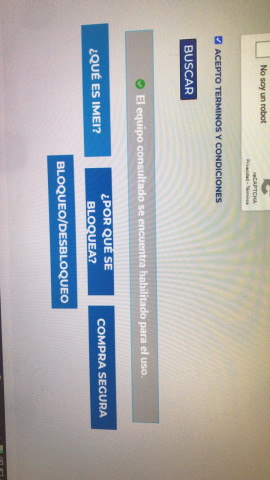 No soy un robot
reCAPTCHA
Privacidad - Términos
ACEPTO TERMINOS Y CONDICIONES
BUSCAR
El equipo consultado se encuentra habilitado para el uso.
¿QUÉ ES IMEI?
¿POR QUÉ SE
BLOQUEA?
COMPRA SEGURA
BLOQUEO/DESBLOQUEO